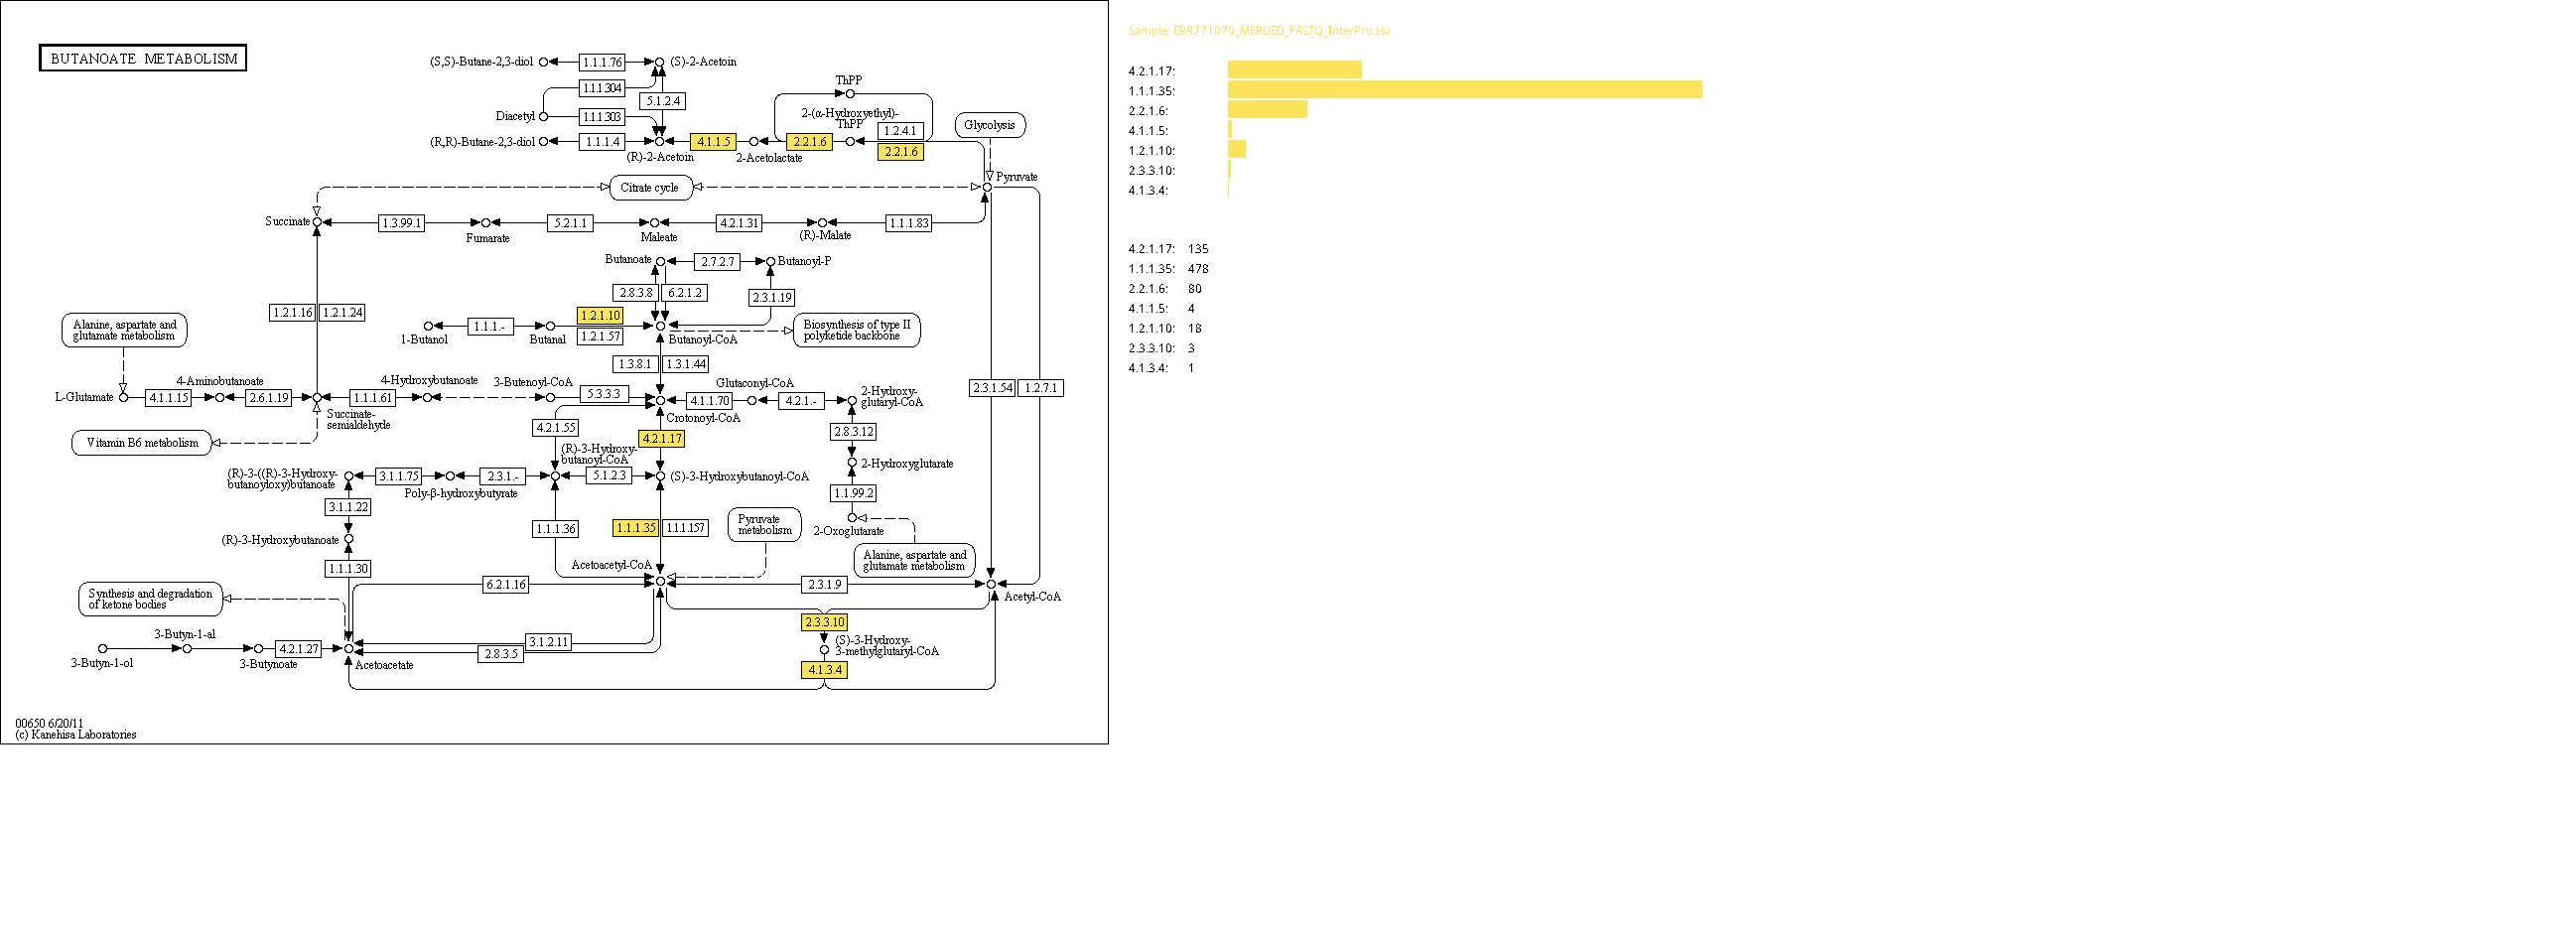 BUTANOATE METABOLISM
(S,S)-Butane-2,3-diol
1.1.1.76
(S)-2-Acetoin
1.1.1.304
5.1.2.4
Diacetyl
1.1.1.303
(R,R)-Butane-2,3-diol
1.1.1.4
(R)-2-Acetoin
4.1.1.5
2-Acetolactate
2.2.1.6
ThPP
2-(α-Hydroxyethyl)-
ThPP
1.2.4.1
2.2.1.6
Glycolysis
Pyruvate
Citrate cycle
Succinate
1.3.99.1
Fumarate
5.2.1.1
Maleate
4.2.1.31
(R)-Malate
1.1.1.83
Butanoate
2.7.2.7
Butanoyl-P
2.8.3.8
6.2.1.2
2.3.1.19
1.2.1.16
1.2.1.24
1.2.1.10
1.2.1.57
1.1.1.-
1-Butanol
Butanal
Butanoyl-CoA
Biosynthesis of type II
polyketide backbone
Alanine, aspartate and
glutamate metabolism
1.3.8.1
1.3.1.44
L-Glutamate
4.1.1.15
4-Aminobutanoate
2.6.1.19
Succinate-
semialdehyde
1.1.1.61
4-Hydroxybutanoate
3-Butenoyl-CoA
5.3.3.3
Crotonoyl-CoA
4.1.1.70
Glutaconyl-CoA
4.2.1.-
2-Hydroxy-
glutaryl-CoA
2.3.1.54
1.2.7.1
Vitamin B6 metabolism
4.2.1.55
4.2.1.17
2.8.3.12
(R)-3-Hydroxy-
butanoyl-CoA
2-Hydroxyglutarate
(R)-3-((R)-3-Hydroxy-
butanoyloxy)butanoate
3.1.1.75
2.3.1.-
Poly-β-hydroxybutyrate
5.1.2.3
(S)-3-Hydroxybutanoyl-CoA
1.1.99.2
3.1.1.22
1.1.1.36
1.1.1.35
1.1.1.157
Pyruvate
metabolism
2-Oxoglutarate
(R)-3-Hydroxybutanoate
Alanine, aspartate and
glutamate metabolism
1.1.1.30
Acetoacetyl-CoA
6.2.1.16
2.3.1.9
Acetyl-CoA
Synthesis and degradation
of ketone bodies
2.3.3.10
(S)-3-Hydroxy-
3-methylglutaryl-CoA
3-Butyn-1-al
3.1.2.11
2.8.3.5
4.2.1.27
3-Butyn-1-ol
3-Butynoate
Acetoacetate
4.1.3.4
00650 6/20/11
(c) Kanehisa Laboratories
Sample: ERR771070_MERGED_FASTQ_InterPro.tsv
4.2.1.17:
1.1.1.35:
2.2.1.6:
4.1.1.5:
1.2.1.10:
2.3.3.10:
4.1.3.4:
4.2.1.17: 135
1.1.1.35: 478
2.2.1.6: 80
4.1.1.5: 4
1.2.1.10: 18
2.3.3.10: 3
4.1.3.4: 1